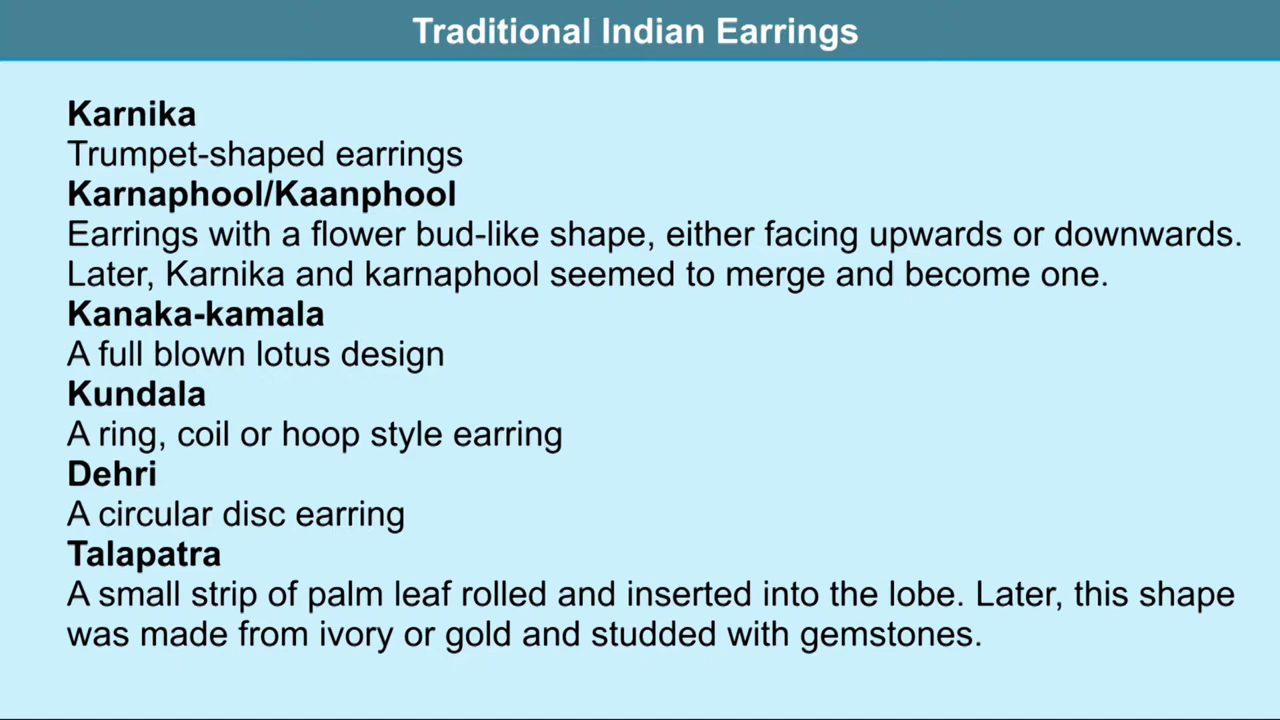 Traditional Indian Earrings
Karnika
Trumpet-shaped earrings
Karnaphool/Kaanphool
Earrings with a flower bud-like shape, either facing upwards or downwards.
Later, Karnika and karnaphool seemed to merge and become one.
Kanaka-kamala
A full blown lotus design
Kundala
A ring, coil or hoop style earring
Dehri
A circular disc earring
Talapatra
A small strip of palm leaf rolled and inserted into the lobe. Later, this shape
was made from ivory or gold and studded with gemstones.